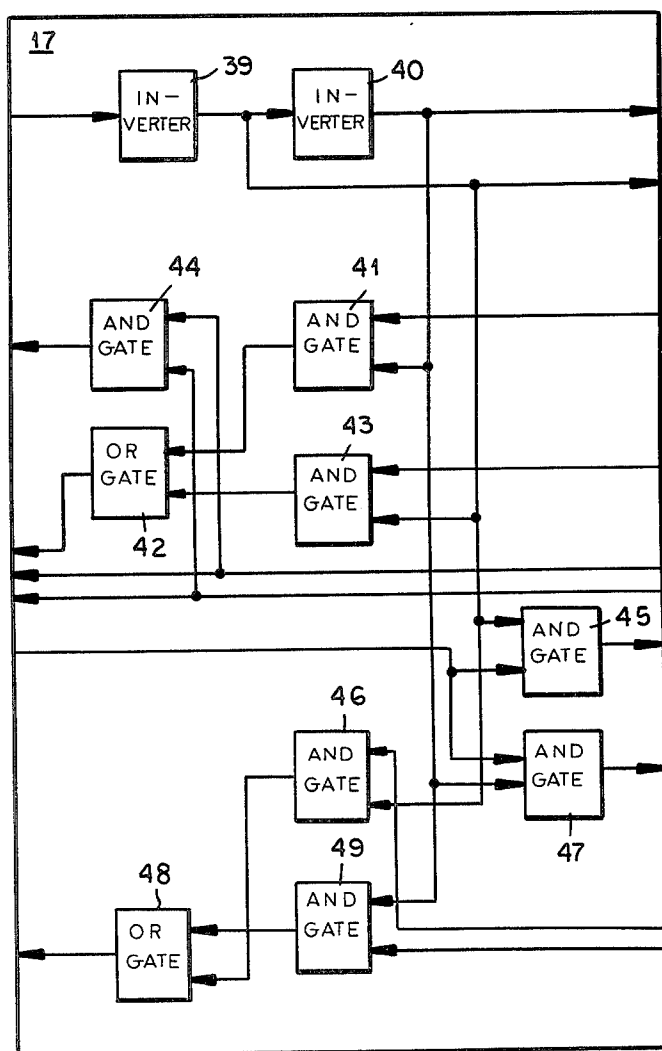 17
39
IN-
VERTER
40
IN-
VERTER
44
AND
GATE
41
AND
GATE
OR
GATE
42
43
AND
GATE
45
AND
GATE
46
AND
GATE
AND
GATE
47
49
AND
GATE
48
OR
GATE